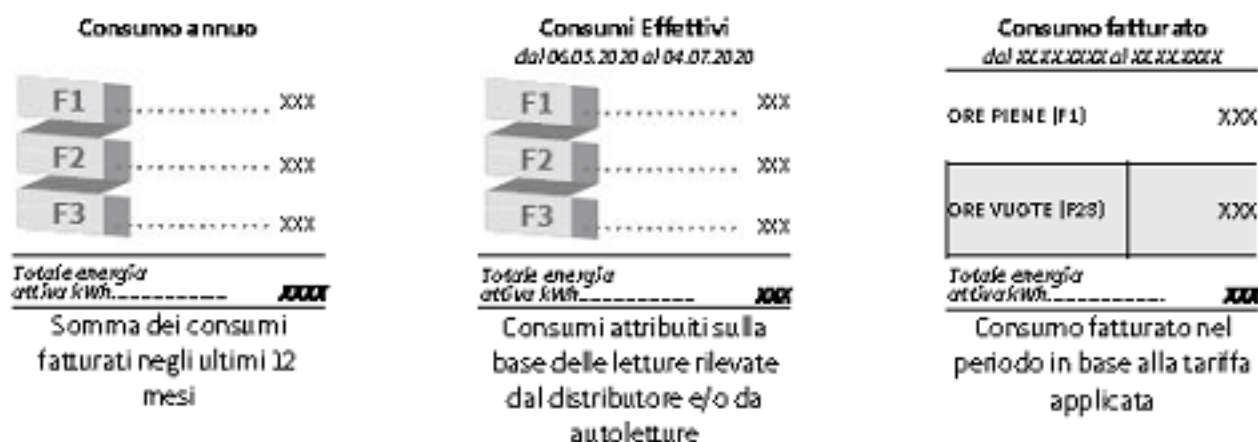 Consumo annuo
F1 ............ XXX
F2 ............ XXX
F3 ............ XXX
Totale energia
attiva kWh____________ XXXX
Somma dei consumi
fatturati negli ultimi 12
mesi
Consumi Effettivi
dal 06.05.2020 al 04.07.2020
F1 ............ XXX
F2 ............ XXX
F3 ............ XXX
Totale energia
attiva kWh____________ XXX
Consumi attribuiti sulla
base delle letture rilevate
dal distributore e/o da
autoletture
Consumo fatturato
dal XX.XX.XXXX al XX.XX.XXXX
ORE PIENE (F1) XXX
ORE VUOTE (F23) XXX
Totale energia
attiva kWh____________ XXX
Consumo fatturato nel
periodo in base alla tariffa
applicata